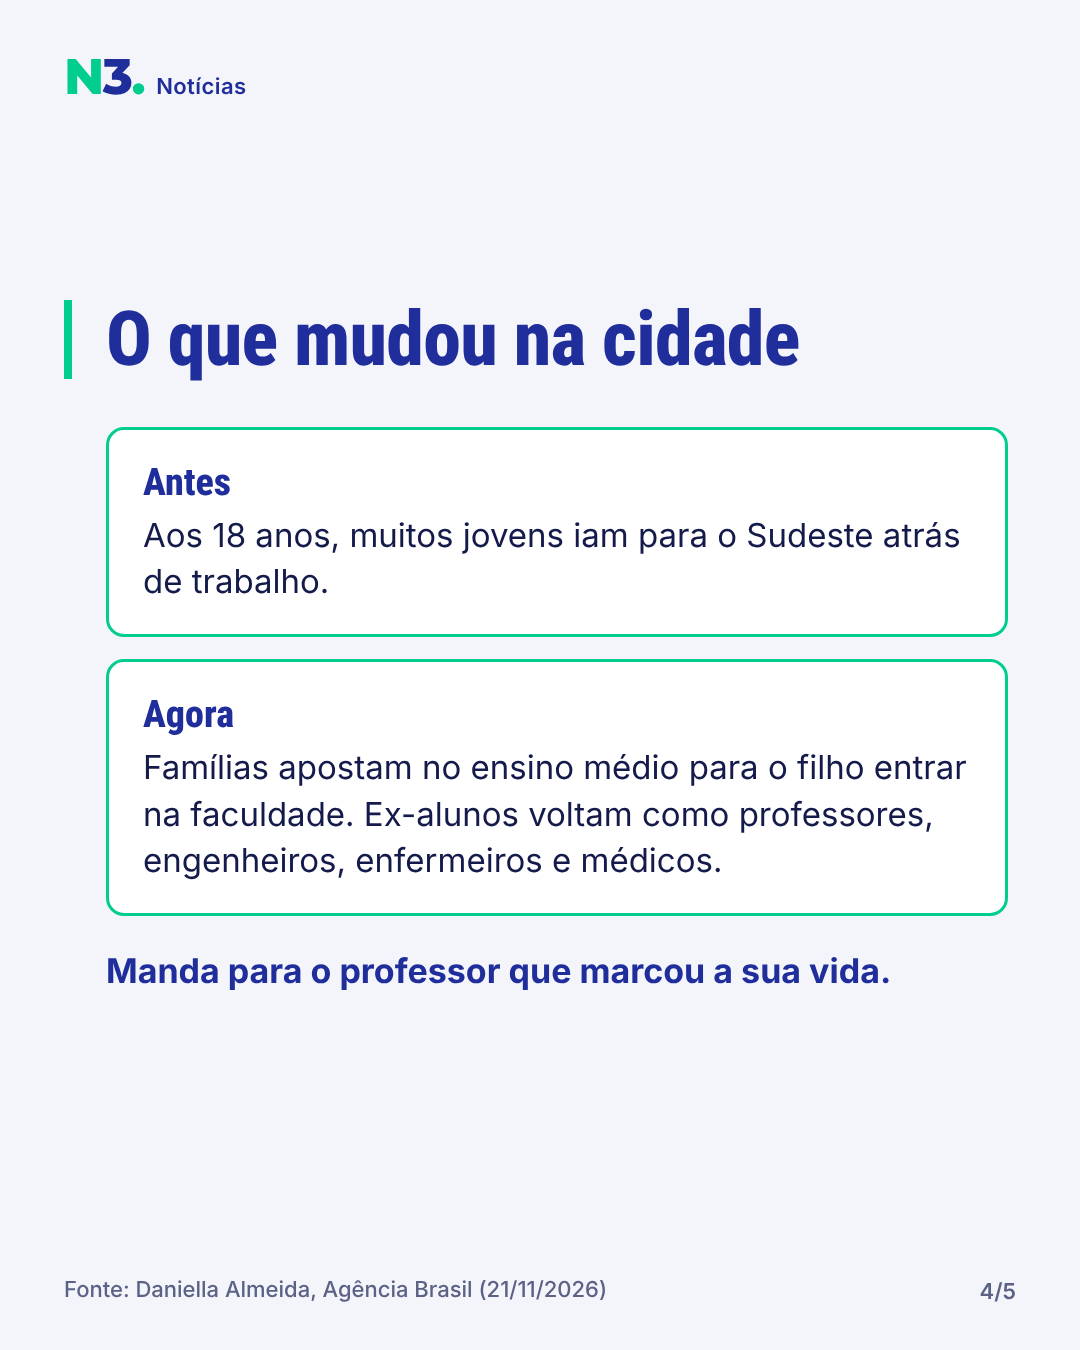 N3. Notícias
O que mudou na cidade
Antes
Aos 18 anos, muitos jovens iam para o Sudeste atrás
de trabalho.
Agora
Famílias apostam no ensino médio para o filho entrar
na faculdade. Ex-alunos voltam como professores,
engenheiros, enfermeiros e médicos.
Manda para o professor que marcou a sua vida.
Fonte: Daniella Almeida, Agência Brasil (21/11/2026)
4/5